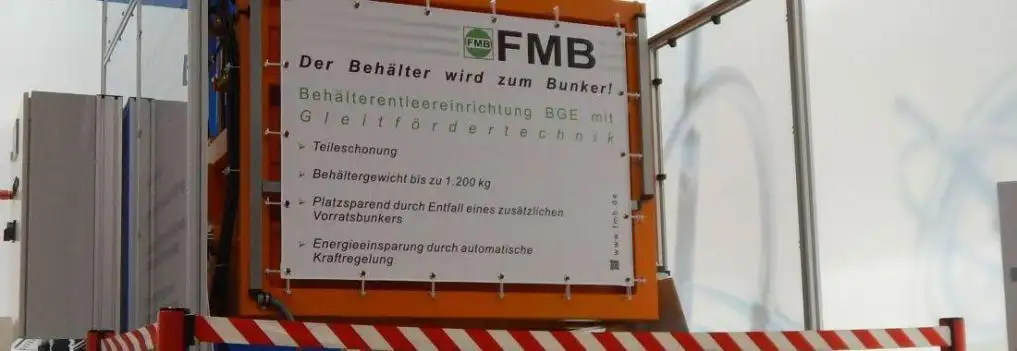 FMB FMB
Der Behälter wird zum Bunker!
Behälterentleereinrichtung BGE mit
Gleitfördertechnik
Teileschonung
Behältergewicht bis zu 1.200 kg
Platzsparend durch Entfall eines zusätzlichen
Vorratsbunkers
Energieeinsparung durch automatische
Kraftregelung
www.fmb.de